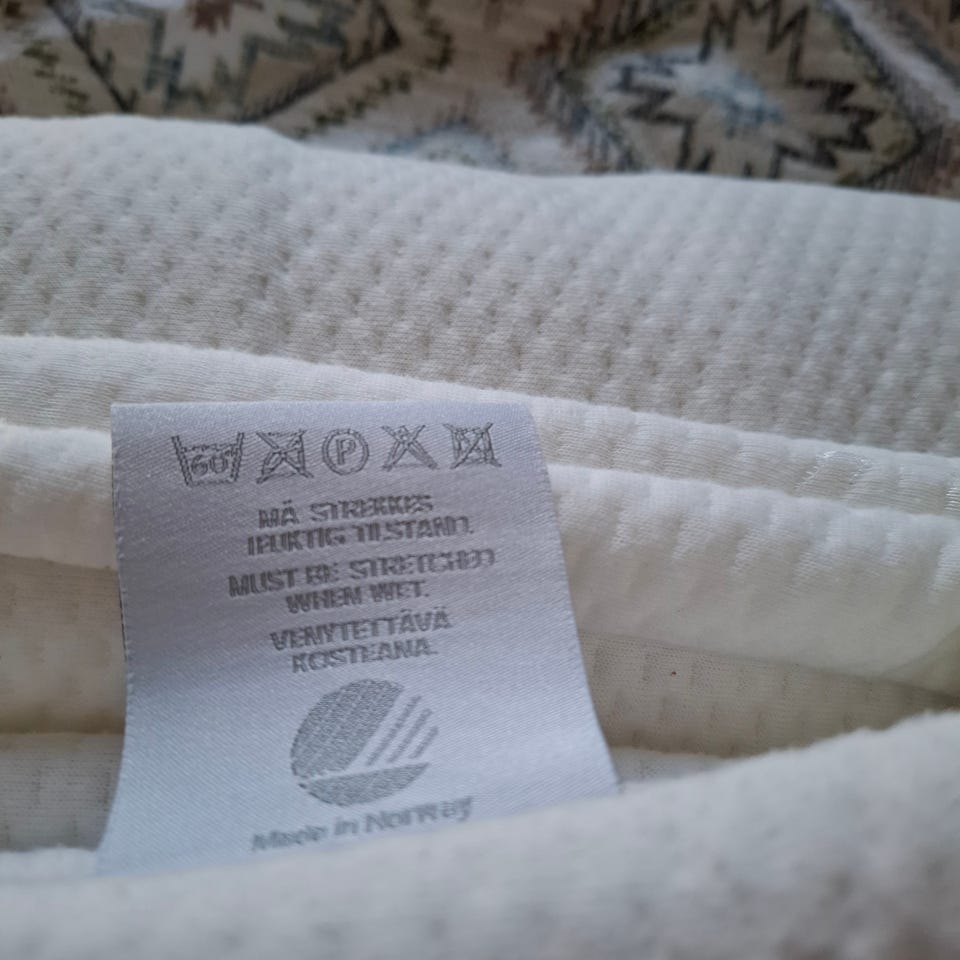 60°
P
MÅ STREKKES
I FUKTIG TILSTAND.
MUST BE STRETCHED
WHEN WET.
VENYTETTÄVÄ
KOSTEANA.
Made in Norway